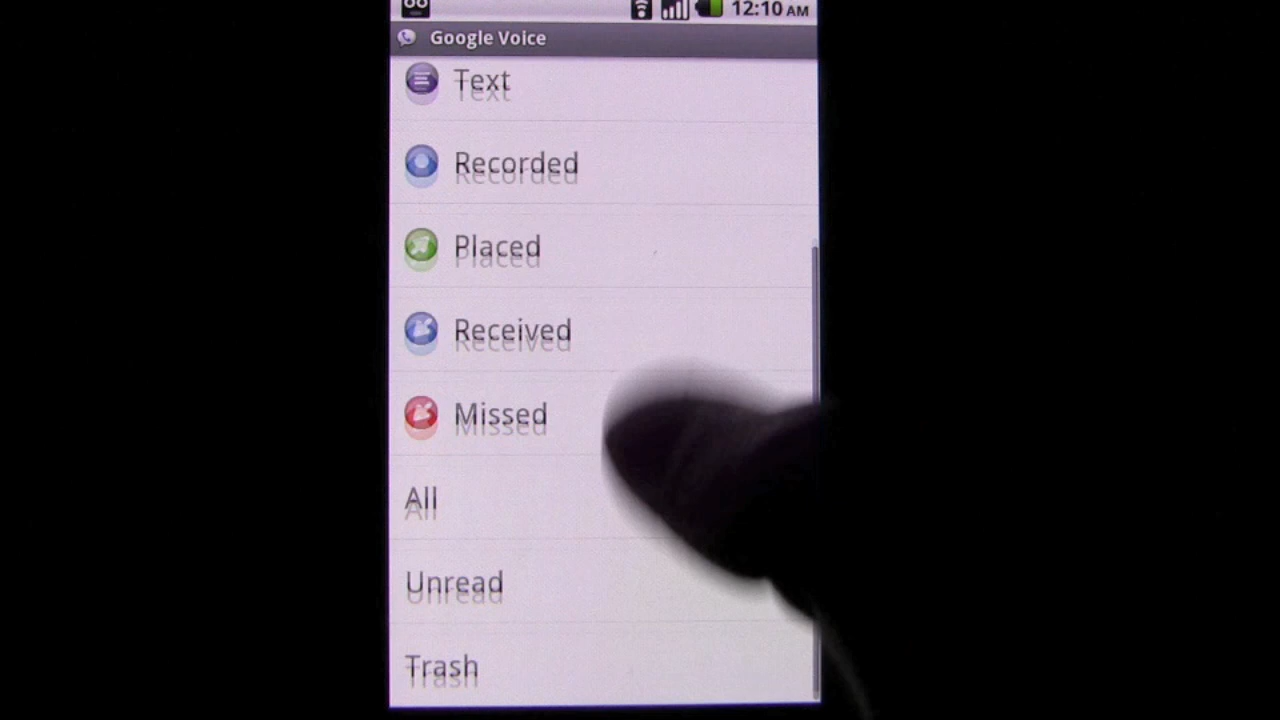 12:10 AM
Google Voice
Text
Recorded
Placed
Received
Missed
All
Unread
Trash